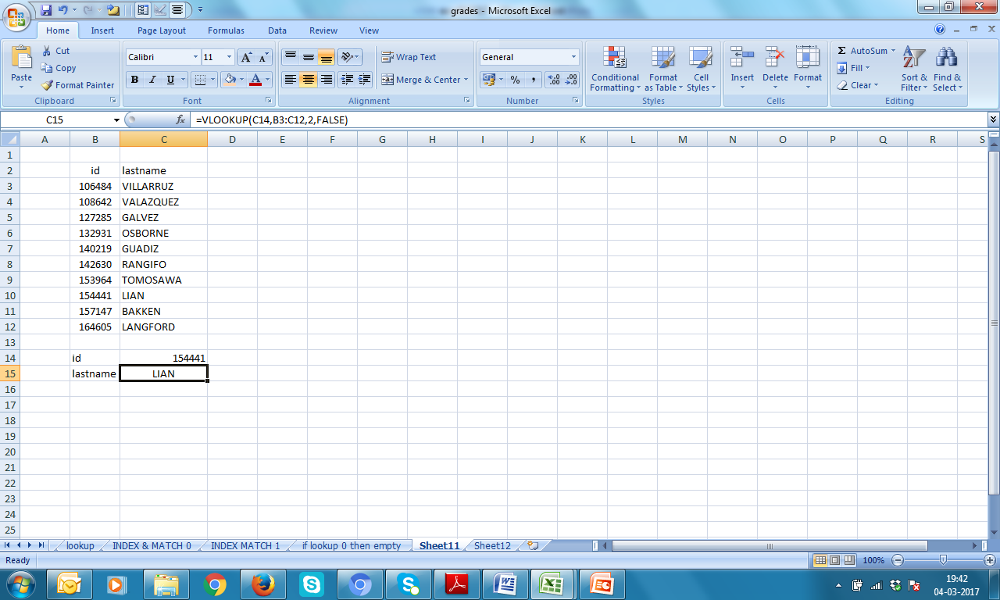 grades - Microsoft Excel
Home Insert Page Layout Formulas Data Review View
Paste
Cut
Copy
Format Painter
Clipboard
Calibri 11 A A
B I U A
Font
Wrap Text
Merge & Center
Alignment
General
% , .00 .0
Number
Conditional Formatting
Format as Table
Cell Styles
Styles
Insert Delete Format
Cells
Σ AutoSum
Fill
Clear
Sort & Filter
Find & Select
Editing
C15 fx =VLOOKUP(C14,B3:C12,2,FALSE)
A B C D E F G H I J K L M N O P Q R S
1
2 id lastname
3 106484 VILLARRUZ
4 108642 VALAZQUEZ
5 127285 GALVEZ
6 132931 OSBORNE
7 140219 GUADIZ
8 142630 RANGIFO
9 153964 TOMOSAWA
10 154441 LIAN
11 157147 BAKKEN
12 164605 LANGFORD
13
14 id 154441
15 lastname LIAN
16
17
18
19
20
21
22
23
24
25
lookup INDEX & MATCH 0 INDEX MATCH 1 if lookup 0 then empty Sheet11 Sheet12
Ready 100%
19:42
04-03-2017